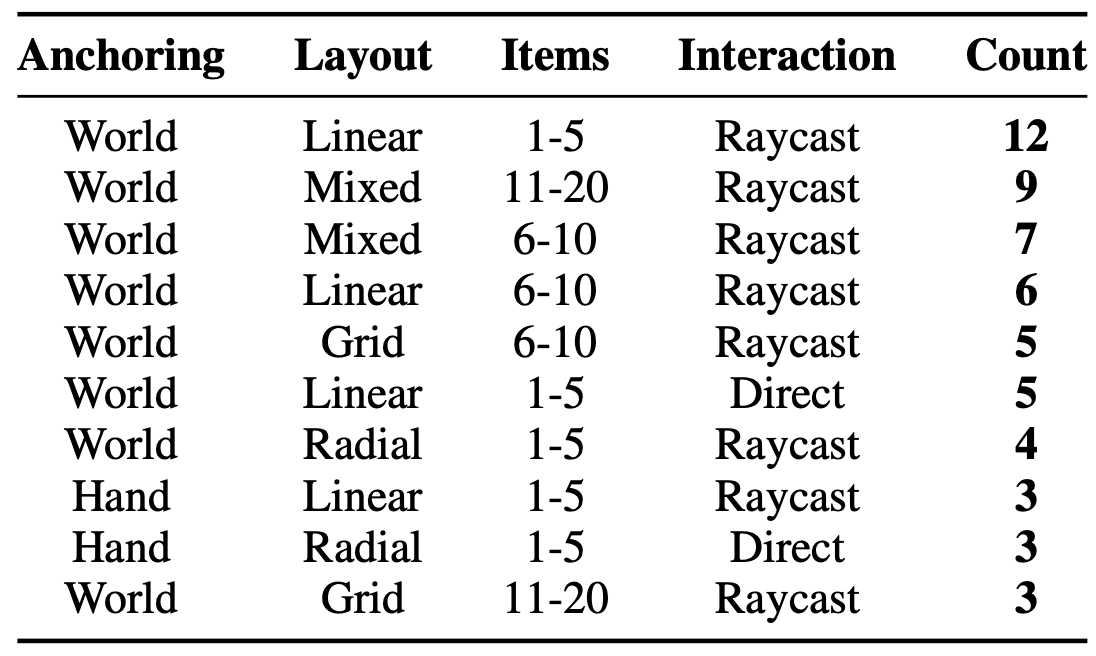 Anchoring Layout Items Interaction Count
World Linear 1-5 Raycast 12
World Mixed 11-20 Raycast 9
World Mixed 6-10 Raycast 7
World Linear 6-10 Raycast 6
World Grid 6-10 Raycast 5
World Linear 1-5 Direct 5
World Radial 1-5 Raycast 4
Hand Linear 1-5 Raycast 3
Hand Radial 1-5 Direct 3
World Grid 11-20 Raycast 3